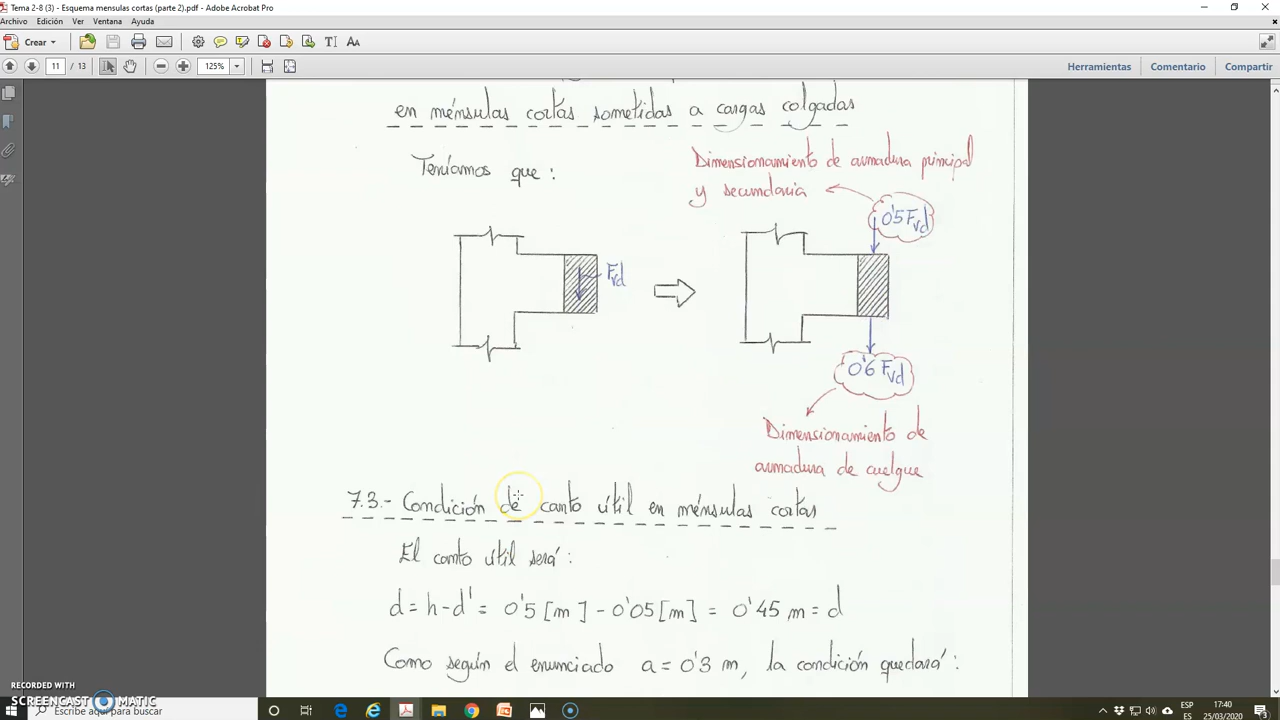 Tema 2-8 (3) - Esquema mensulas cortas (parte 2).pdf - Adobe Acrobat Pro
Archivo Edición Ver Ventana Ayuda
Crear
11 / 13 125% Herramientas Comentario Compartir
en ménsulas cortas sometidas a cargas colgadas
Teníamos que:
Dimensionamiento de armadura principal
y secundaria
0'5 Fvd
Fvd
0'6 Fvd
Dimensionamiento de
armadura de cuelgue
7.3.- Condición de canto útil en ménsulas cortas
El canto útil será:
d = h - d' = 0'5 [m] - 0'05 [m] = 0'45 m = d
Como según el enunciado a = 0'3 m, la condición quedará:
RECORDED WITH
SCREENCAST MATIC
Escribe aquí para buscar
ESP 17:40
ES 25/03/2020